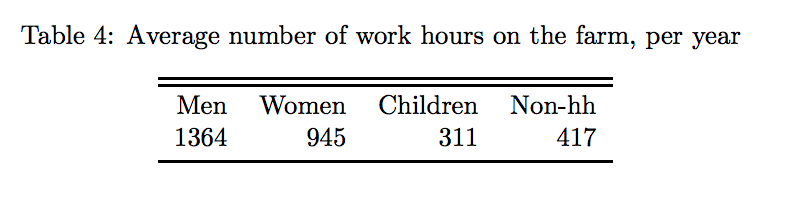 Table 4: Average number of work hours on the farm, per year
Men Women Children Non-hh
1364 945 311 417